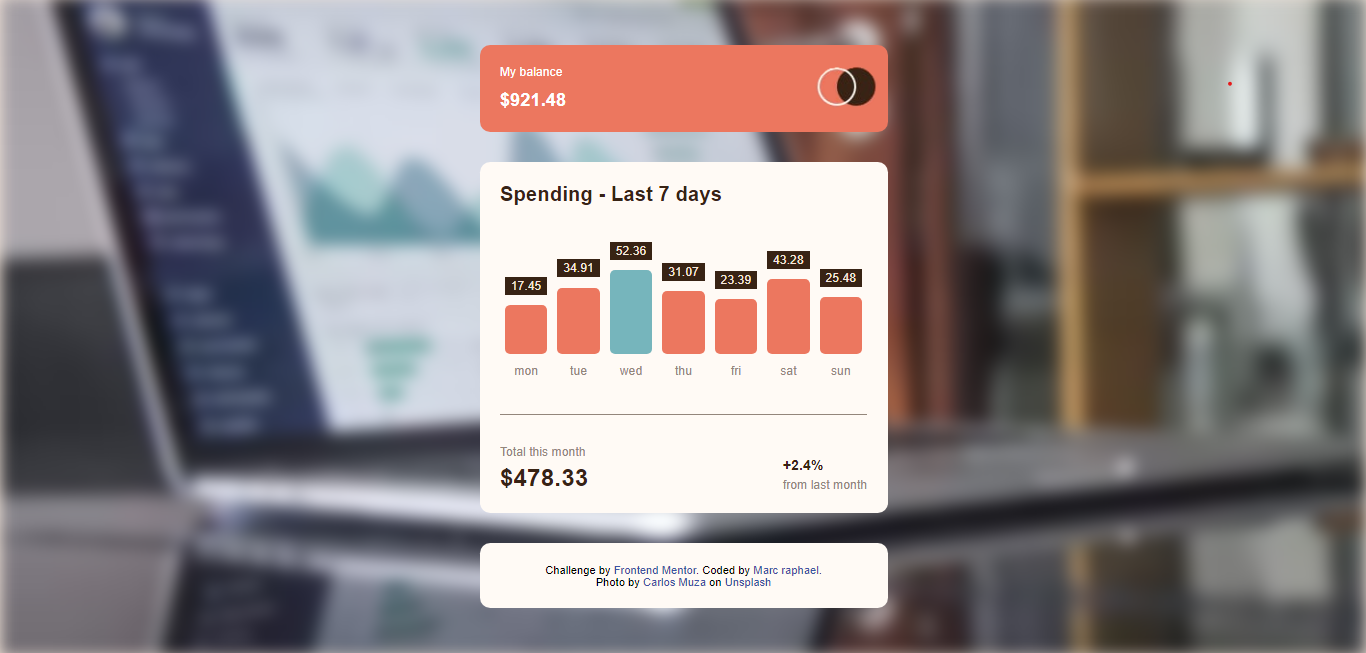 My balance
$921.48
Spending - Last 7 days
17.45 34.91 52.36 31.07 23.39 43.28 25.48
mon tue wed thu fri sat sun
Total this month
$478.33
+2.4%
from last month
Challenge by Frontend Mentor. Coded by Marc raphael.
Photo by Carlos Muza on Unsplash